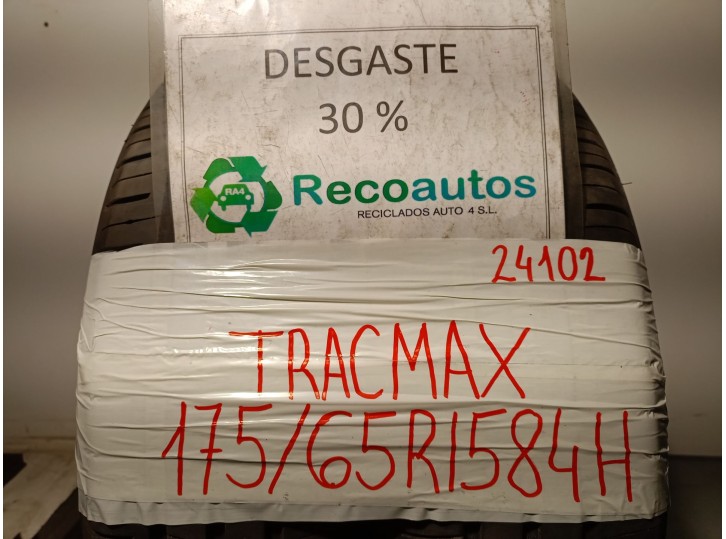 DESGASTE
30 %
RA4
Recoautos
RECICLADOS AUTO 4 S.L.
24102
TRACMAX
175/65R1584H